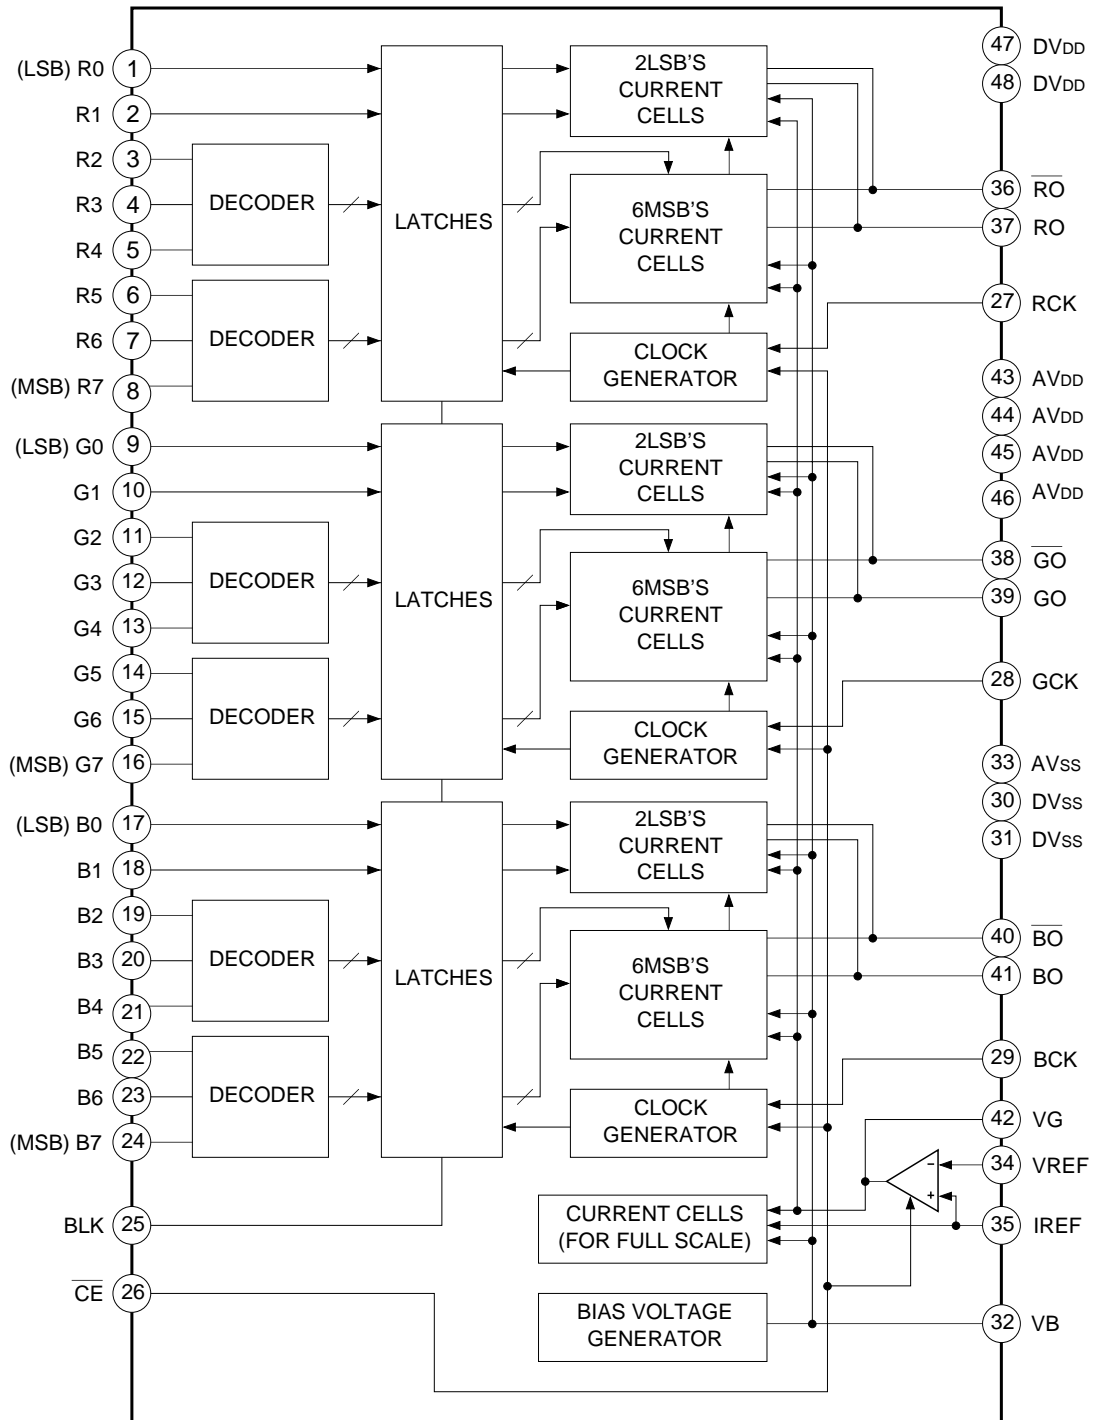 (LSB) R0 1
R1 2
R2 3
R3 4
R4 5
R5 6
R6 7
(MSB) R7 8
(LSB) G0 9
G1 10
G2 11
G3 12
G4 13
G5 14
G6 15
(MSB) G7 16
(LSB) B0 17
B1 18
B2 19
B3 20
B4 21
B5 22
B6 23
(MSB) B7 24
BLK 25
CE 26
DECODER
DECODER
DECODER
DECODER
DECODER
DECODER
LATCHES
LATCHES
LATCHES
2LSB'S
CURRENT
CELLS
6MSB'S
CURRENT
CELLS
CLOCK
GENERATOR
2LSB'S
CURRENT
CELLS
6MSB'S
CURRENT
CELLS
CLOCK
GENERATOR
2LSB'S
CURRENT
CELLS
6MSB'S
CURRENT
CELLS
CLOCK
GENERATOR
CURRENT CELLS
(FOR FULL SCALE)
BIAS VOLTAGE
GENERATOR
-
+
47 DVDD
48 DVDD
36 RO
37 RO
27 RCK
43 AVDD
44 AVDD
45 AVDD
46 AVDD
38 GO
39 GO
28 GCK
33 AVSS
30 DVSS
31 DVSS
40 BO
41 BO
29 BCK
42 VG
34 VREF
35 IREF
32 VB